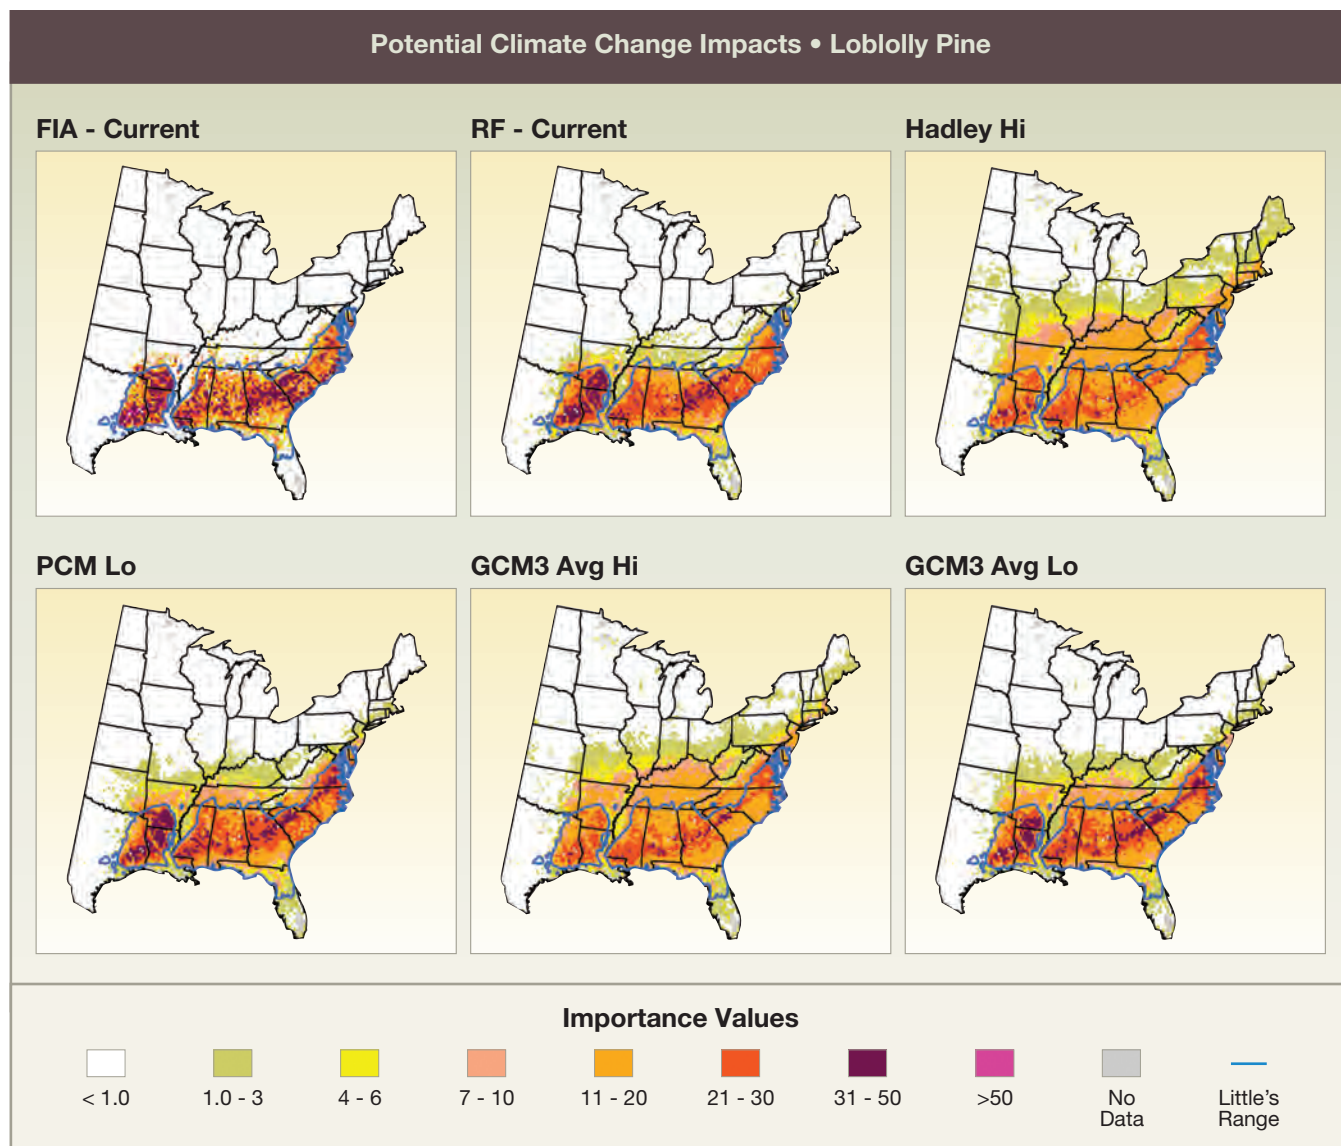 Potential Climate Change Impacts • Loblolly Pine
FIA - Current
RF - Current
Hadley Hi
PCM Lo
GCM3 Avg Hi
GCM3 Avg Lo
Importance Values
< 1.0
1.0 - 3
4 - 6
7 - 10
11 - 20
21 - 30
31 - 50
>50
No
Data
Little's
Range